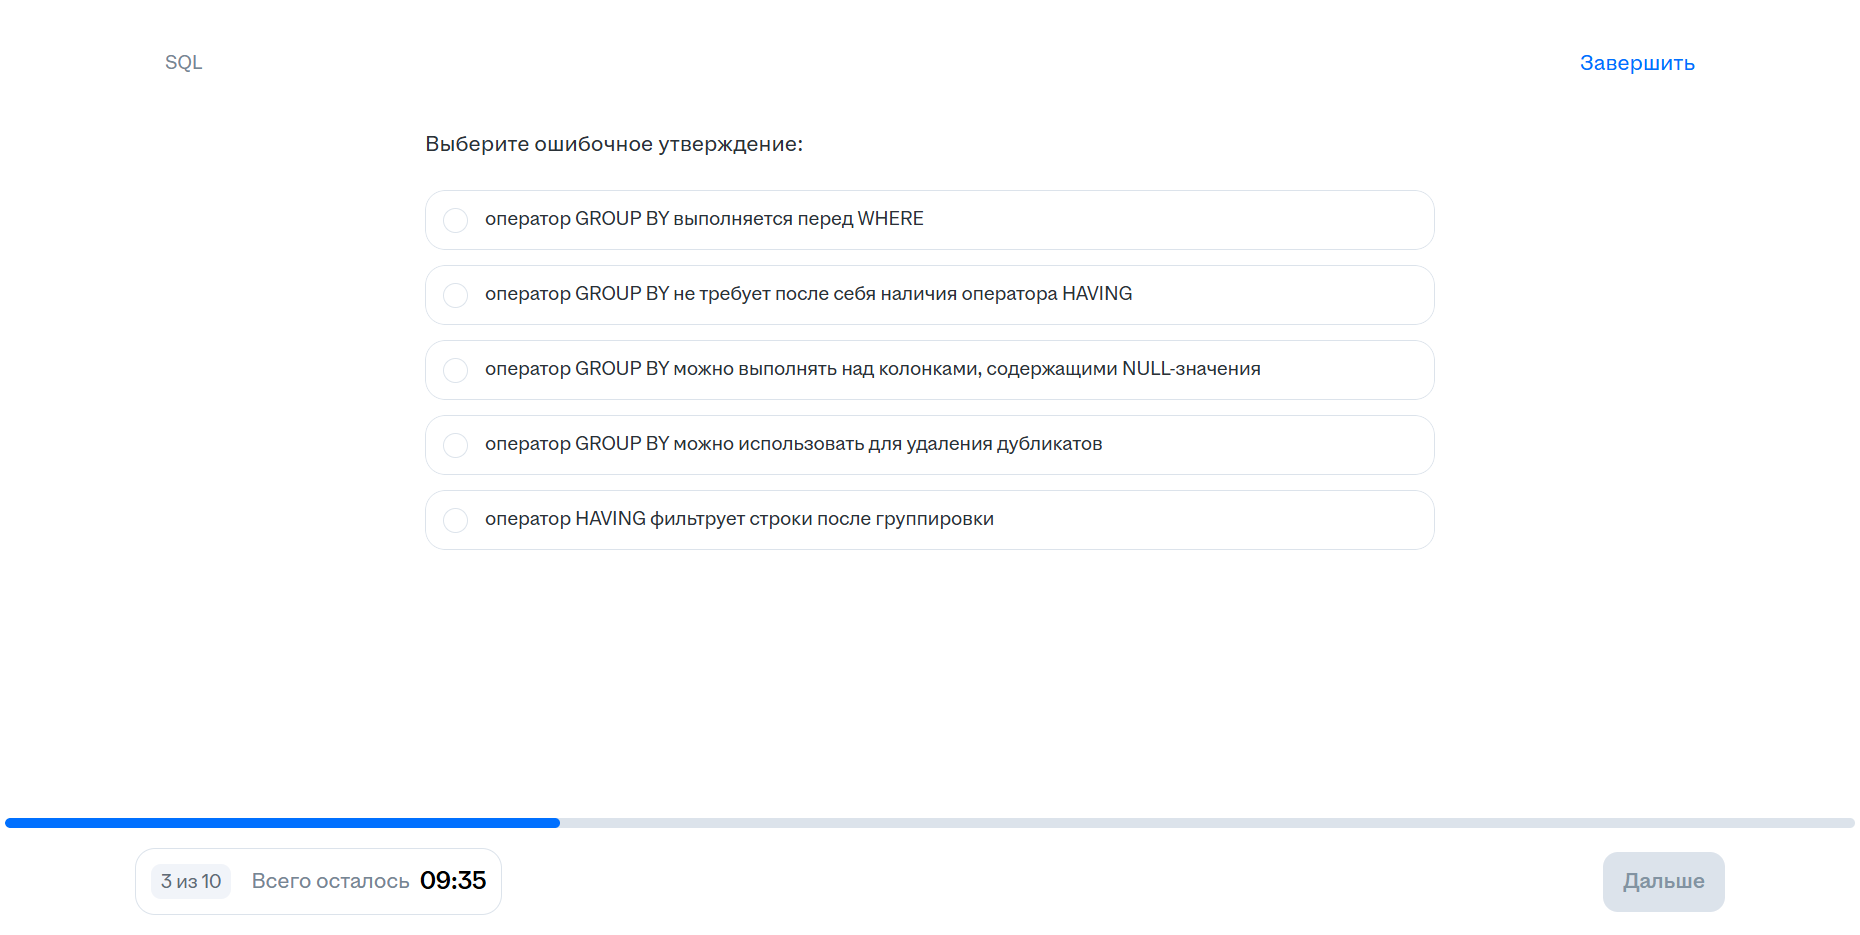 SQL
Завершить
Выберите ошибочное утверждение:
оператор GROUP BY выполняется перед WHERE
оператор GROUP BY не требует после себя наличия оператора HAVING
оператор GROUP BY можно выполнять над колонками, содержащими NULL-значения
оператор GROUP BY можно использовать для удаления дубликатов
оператор HAVING фильтрует строки после группировки
3 из 10 Всего осталось 09:35
Дальше